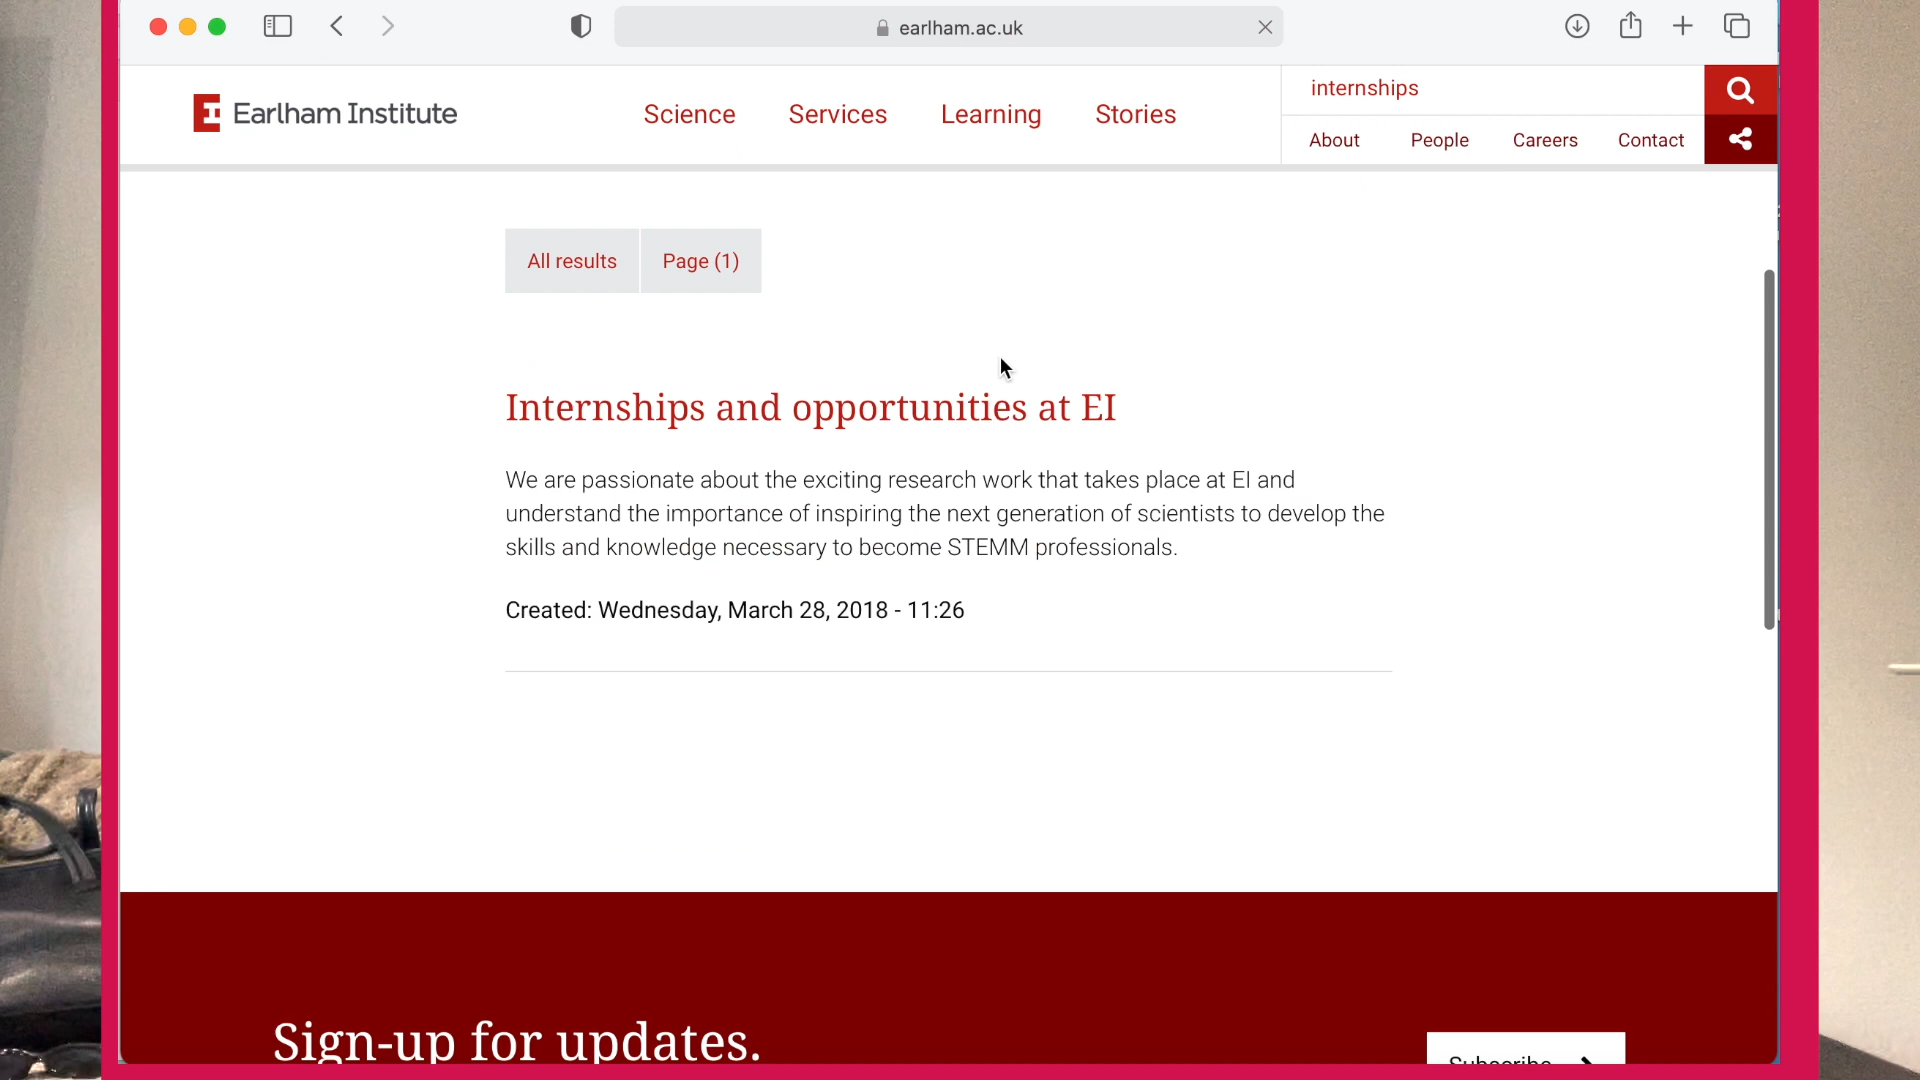 earlham.ac.uk
Earlham Institute
Science Services Learning Stories
internships
About People Careers Contact
All results Page (1)
Internships and opportunities at EI
We are passionate about the exciting research work that takes place at EI and
understand the importance of inspiring the next generation of scientists to develop the
skills and knowledge necessary to become STEMM professionals.
Created: Wednesday, March 28, 2018 - 11:26
Sign-up for updates.
Subscribe